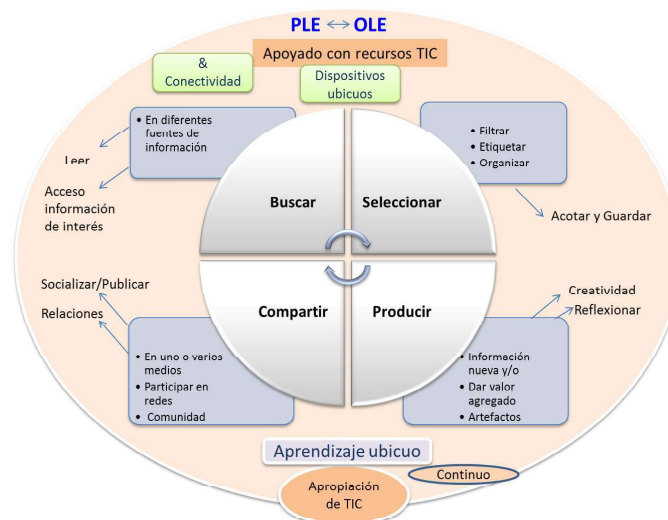 PLE ↔ OLE
Apoyado con recursos TIC
&
Conectividad
Dispositivos
ubicuos
• En diferentes
fuentes de
información
Leer
Acceso
información
de interés
• Filtrar
• Etiquetar
• Organizar
Acotar y Guardar
Buscar
Seleccionar
Compartir
Producir
Socializar/Publicar
Relaciones
• En uno o varios
medios
• Participar en
redes
• Comunidad
Creatividad
Reflexionar
• Información
nueva y/o
• Dar valor
agregado
• Artefactos
Aprendizaje ubicuo
Continuo
Apropiación
de TIC